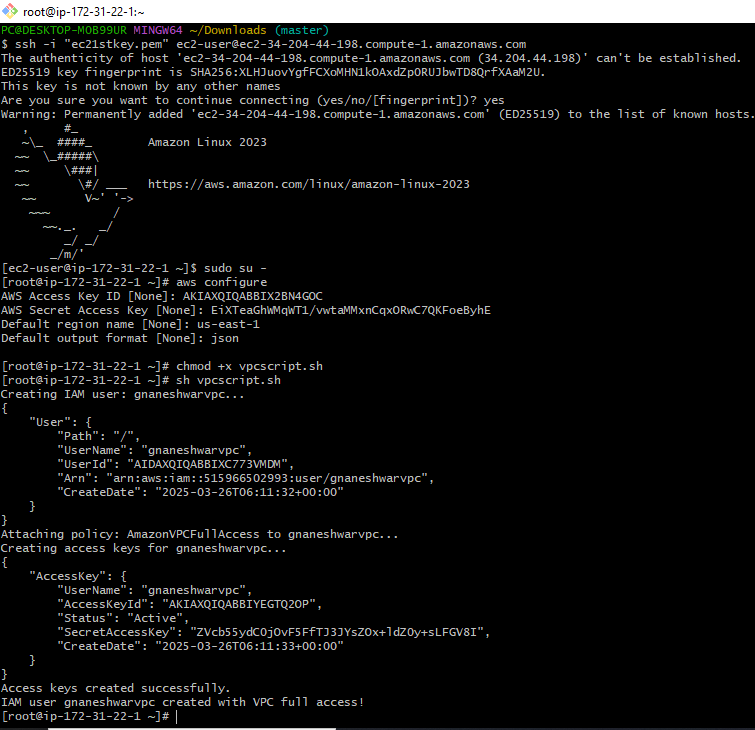 root@ip-172-31-22-1:~
PC@DESKTOP-MOB99UR MINGW64 ~/Downloads (master)
$ ssh -i "ec21stkey.pem" ec2-user@ec2-34-204-44-198.compute-1.amazonaws.com
The authenticity of host 'ec2-34-204-44-198.compute-1.amazonaws.com (34.204.44.198)' can't be established.
ED25519 key fingerprint is SHA256:XLHJuovYgfFCXoMHN1kOAxdZpORUJbwTD8QrfXAaM2U.
This key is not known by any other names
Are you sure you want to continue connecting (yes/no/[fingerprint])? yes
Warning: Permanently added 'ec2-34-204-44-198.compute-1.amazonaws.com' (ED25519) to the list of known hosts.
   ,     #_
   ~\_  ####_        Amazon Linux 2023
  ~~  \_#####\
  ~~     \###|
  ~~       \#/ ___   https://aws.amazon.com/linux/amazon-linux-2023
   ~~       V~' '->
    ~~~         /
      ~~._.   _/
         _/ _/
       _/m/'
[ec2-user@ip-172-31-22-1 ~]$ sudo su -
[root@ip-172-31-22-1 ~]# aws configure
AWS Access Key ID [None]: AKIAXQIQABBIX2BN4GOC
AWS Secret Access Key [None]: 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
Default region name [None]: us-east-1
Default output format [None]: json
[root@ip-172-31-22-1 ~]# chmod +x vpcscript.sh
[root@ip-172-31-22-1 ~]# sh vpcscript.sh
Creating IAM user: gnaneshwarvpc...
{
    "User": {
        "Path": "/",
        "UserName": "gnaneshwarvpc",
        "UserId": "AIDAXQIQABBIXC773VMDM",
        "Arn": "arn:aws:iam::515966502993:user/gnaneshwarvpc",
        "CreateDate": "2025-03-26T06:11:32+00:00"
    }
}
Attaching policy: AmazonVPCFullAccess to gnaneshwarvpc...
Creating access keys for gnaneshwarvpc...
{
    "AccessKey": {
        "UserName": "gnaneshwarvpc",
        "AccessKeyId": "AKIAXQIQABBIYEGTQ2OP",
        "Status": "Active",
        "SecretAccessKey": "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",
        "CreateDate": "2025-03-26T06:11:33+00:00"
    }
}
Access keys created successfully.
IAM user gnaneshwarvpc created with VPC full access!
[root@ip-172-31-22-1 ~]#